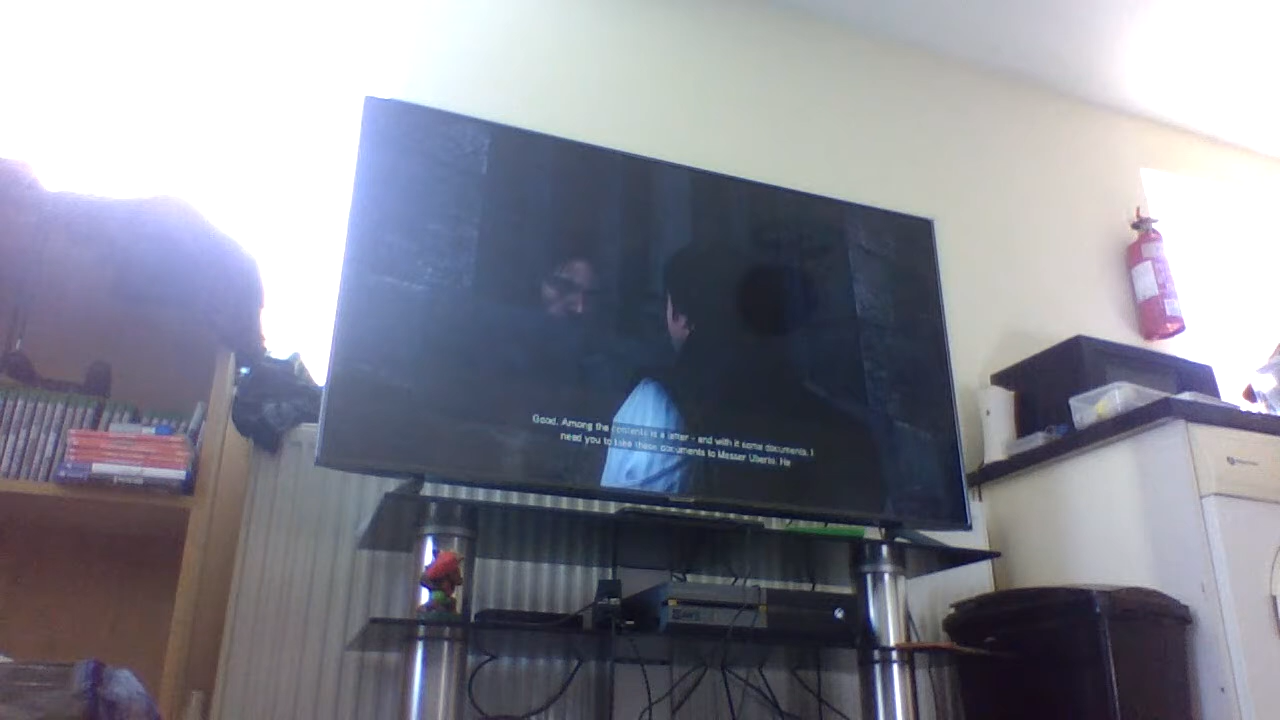 Good. Among the contents is a letter - and with it some documents. I
need you to take these documents to Messer Uberto. He